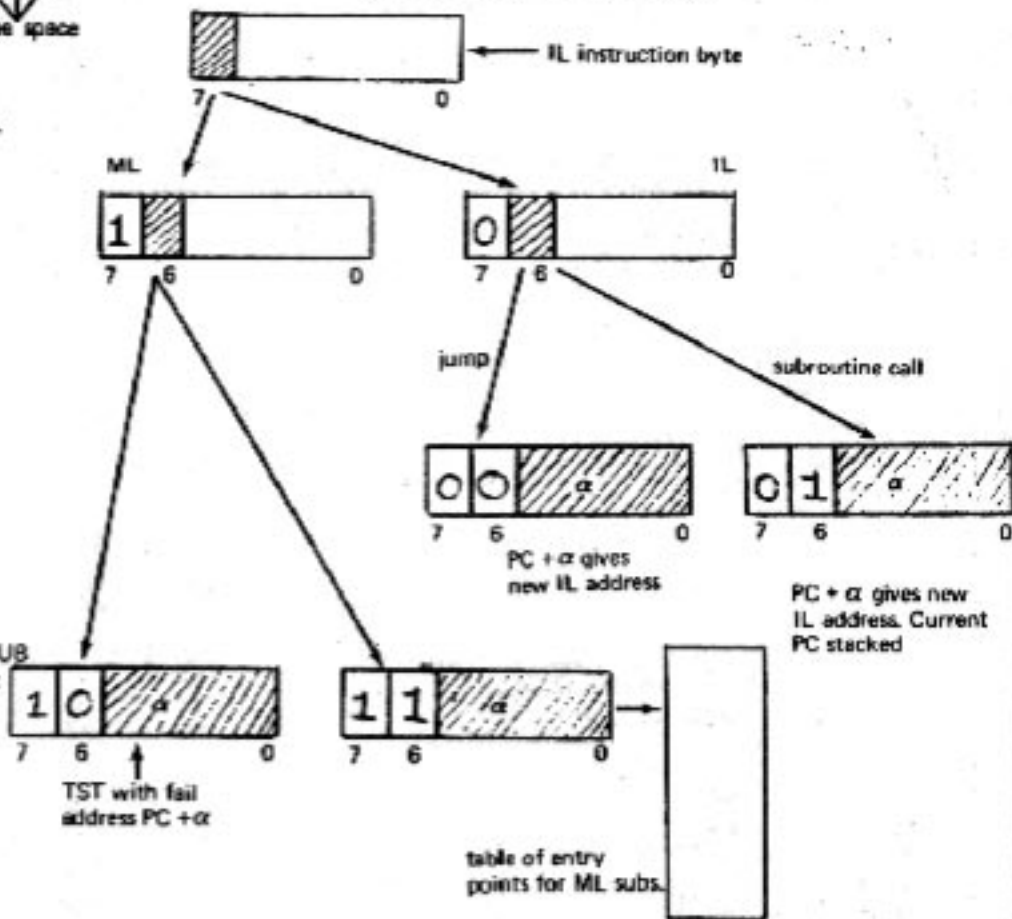 space
IL instruction byte
7 0
ML
IL
1
0
7 6 0
7 6 0
jump
subroutine call
0 0 α
0 1 α
7 6 0
7 6 0
PC + α gives
new IL address
PC + α gives new
IL address. Current
PC stacked
UB
1 0 α
1 1 α
7 6 0
7 6 0
TST with fail
address PC + α
table of entry
points for ML subs.